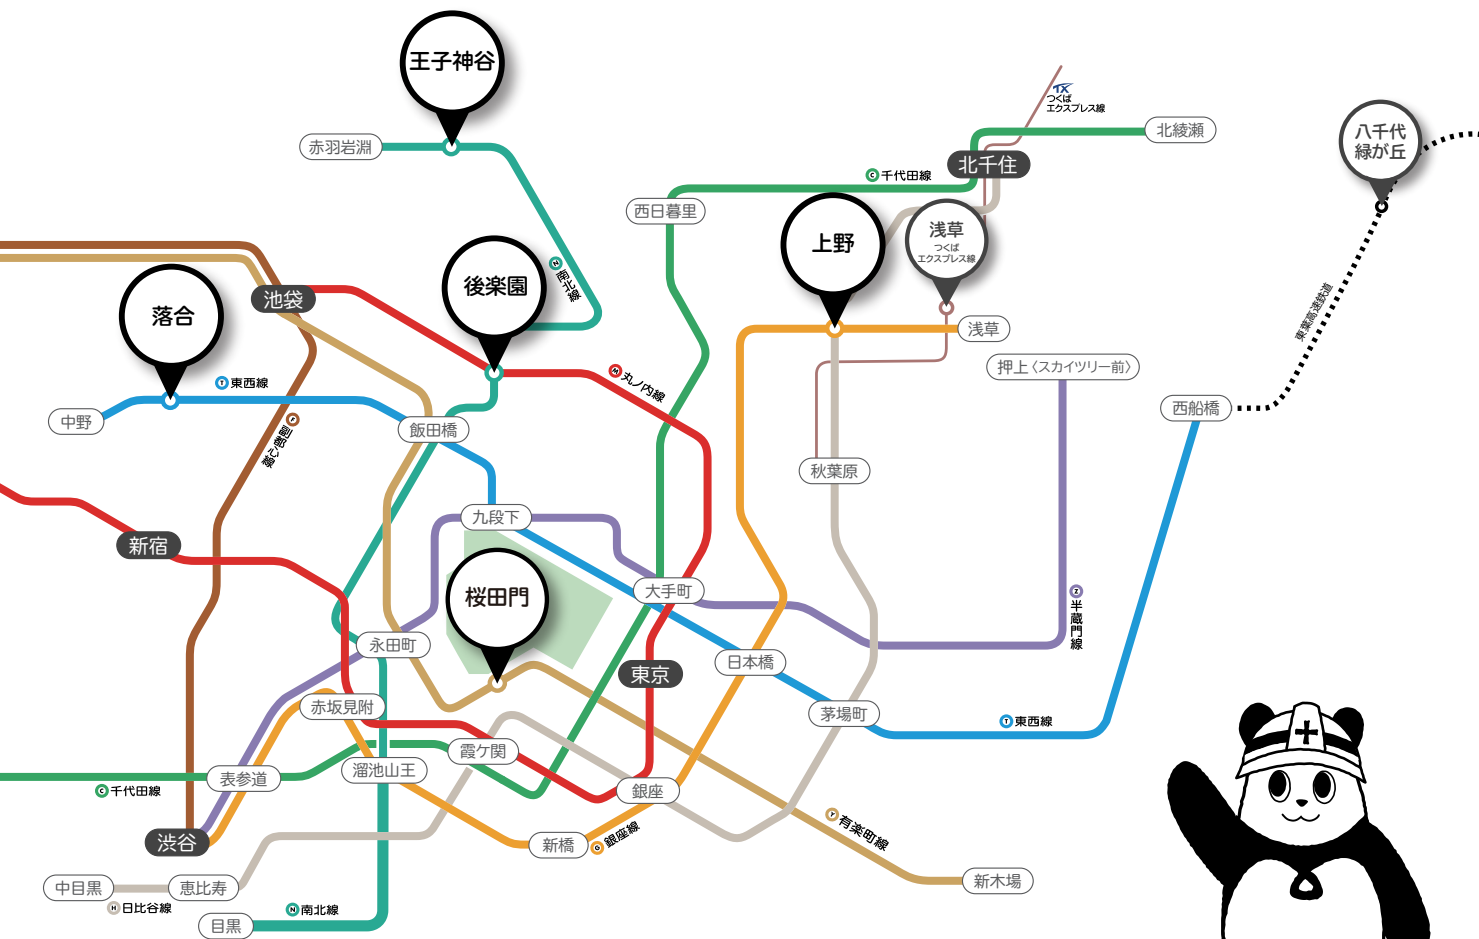 王子神谷
赤羽岩淵
TX
つくば
エクスプレス線
北綾瀬
八千代
緑が丘
北千住
C 千代田線
西日暮里
上野
浅草
つくば
エクスプレス線
後楽園
N 南北線
池袋
落合
浅草
東葉高速鉄道
押上〈スカイツリー前〉
T 東西線
M 丸ノ内線
中野
飯田橋
F 副都心線
西船橋
秋葉原
九段下
新宿
桜田門
大手町
Z 半蔵門線
永田町
日本橋
東京
赤坂見附
茅場町
T 東西線
霞ケ関
溜池山王
表参道
C 千代田線
銀座
Y 有楽町線
渋谷
新橋
G 銀座線
中目黒
恵比寿
新木場
H 日比谷線
N 南北線
目黒